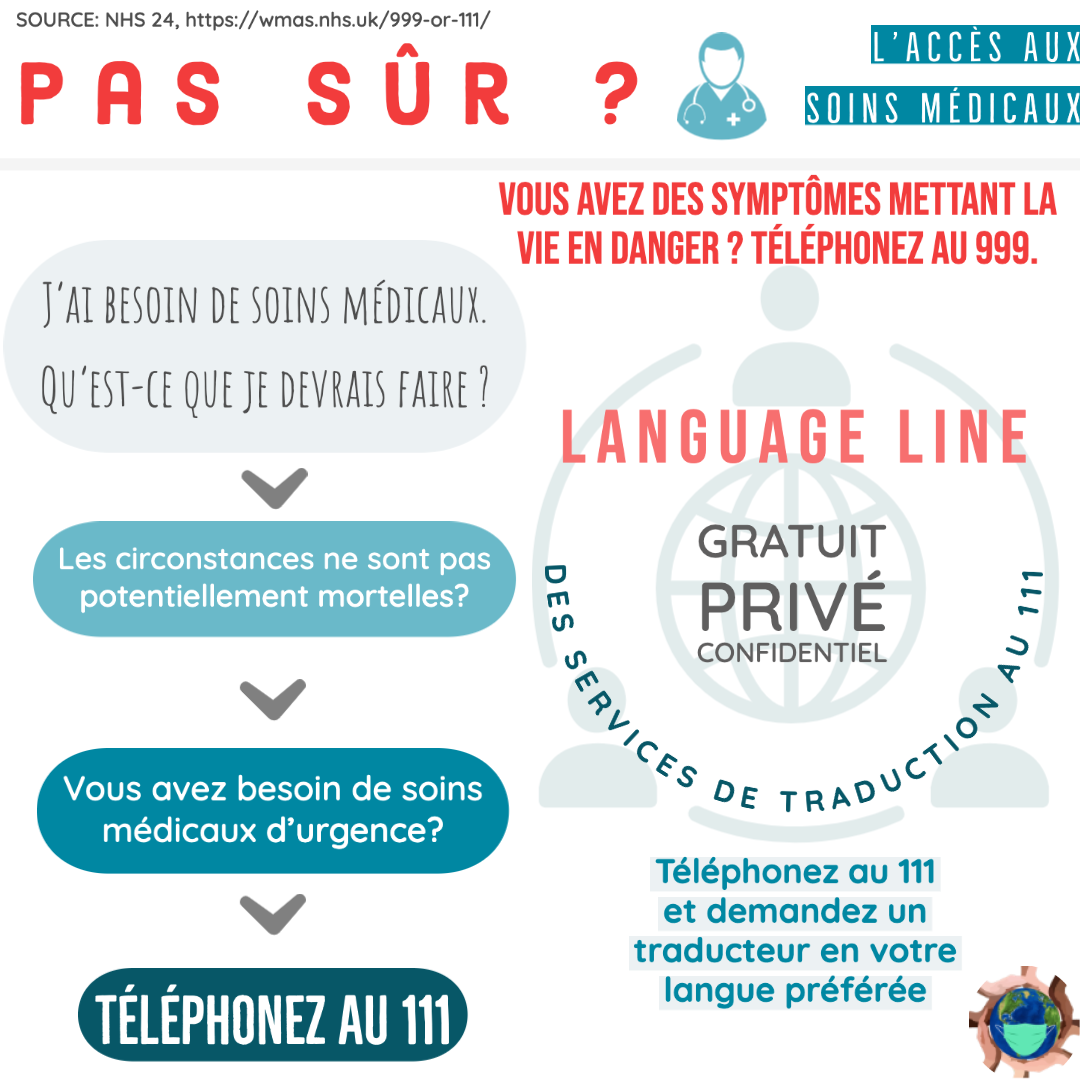 SOURCE: NHS 24, https://wmas.nhs.uk/999-or-111/
PAS SÛR ?
L'ACCÈS AUX
SOINS MÉDICAUX
VOUS AVEZ DES SYMPTÔMES METTANT LA
VIE EN DANGER ? TÉLÉPHONEZ AU 999.
J'AI BESOIN DE SOINS MÉDICAUX.
QU'EST-CE QUE JE DEVRAIS FAIRE ?
Les circonstances ne sont pas
potentiellement mortelles?
Vous avez besoin de soins
médicaux d'urgence?
TÉLÉPHONEZ AU 111
LANGUAGE LINE
GRATUIT
PRIVÉ
CONFIDENTIEL
DES SERVICES DE TRADUCTION AU 111
Téléphonez au 111
et demandez un
traducteur en votre
langue préférée